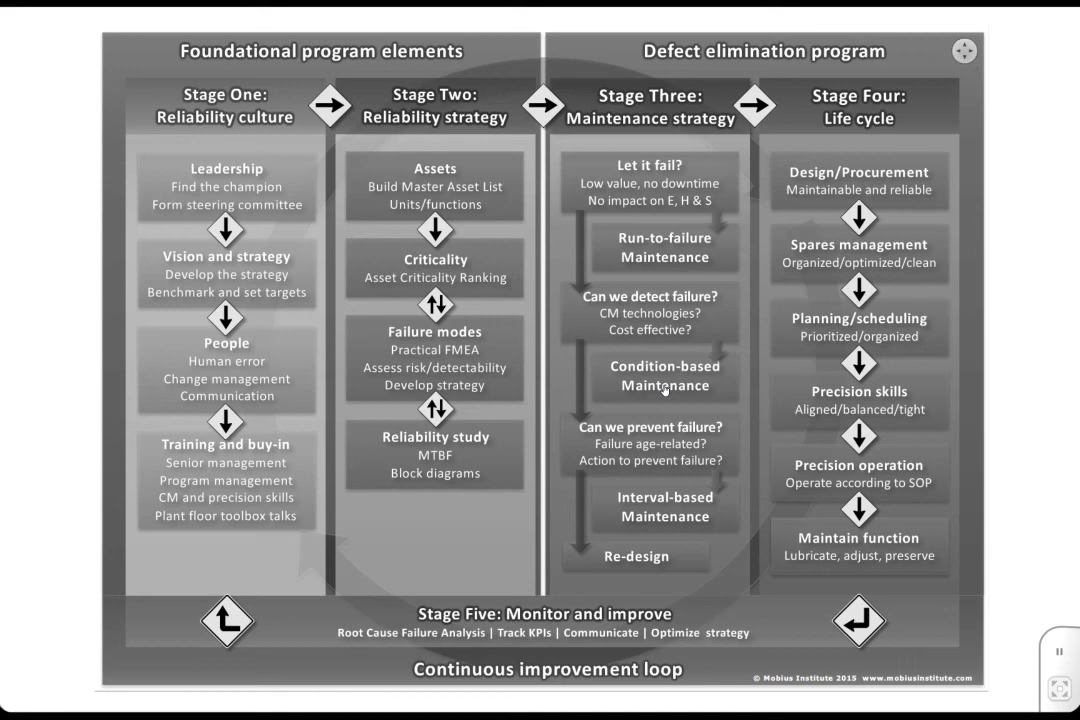 Foundational program elements
Defect elimination program
Stage One:
Reliability culture
Leadership
Find the champion
Form steering committee
Vision and strategy
Develop the strategy
Benchmark and set targets
People
Human error
Change management
Communication
Training and buy-in
Senior management
Program management
CM and precision skills
Plant floor toolbox talks
Stage Two:
Reliability strategy
Assets
Build Master Asset List
Units/functions
Criticality
Asset Criticality Ranking
Failure modes
Practical FMEA
Assess risk/detectability
Develop strategy
Reliability study
MTBF
Block diagrams
Stage Three:
Maintenance strategy
Let it fail?
Low value, no downtime
No impact on E, H & S
Run-to-failure
Maintenance
Can we detect failure?
CM technologies?
Cost effective?
Condition-based
Maintenance
Can we prevent failure?
Failure age-related?
Action to prevent failure?
Interval-based
Maintenance
Re-design
Stage Four:
Life cycle
Design/Procurement
Maintainable and reliable
Spares management
Organized/optimized/clean
Planning/scheduling
Prioritized/organized
Precision skills
Aligned/balanced/tight
Precision operation
Operate according to SOP
Maintain function
Lubricate, adjust, preserve
Stage Five: Monitor and improve
Root Cause Failure Analysis | Track KPIs | Communicate | Optimize strategy
Continuous improvement loop
© Mobius Institute 2015 www.mobiusinstitute.com